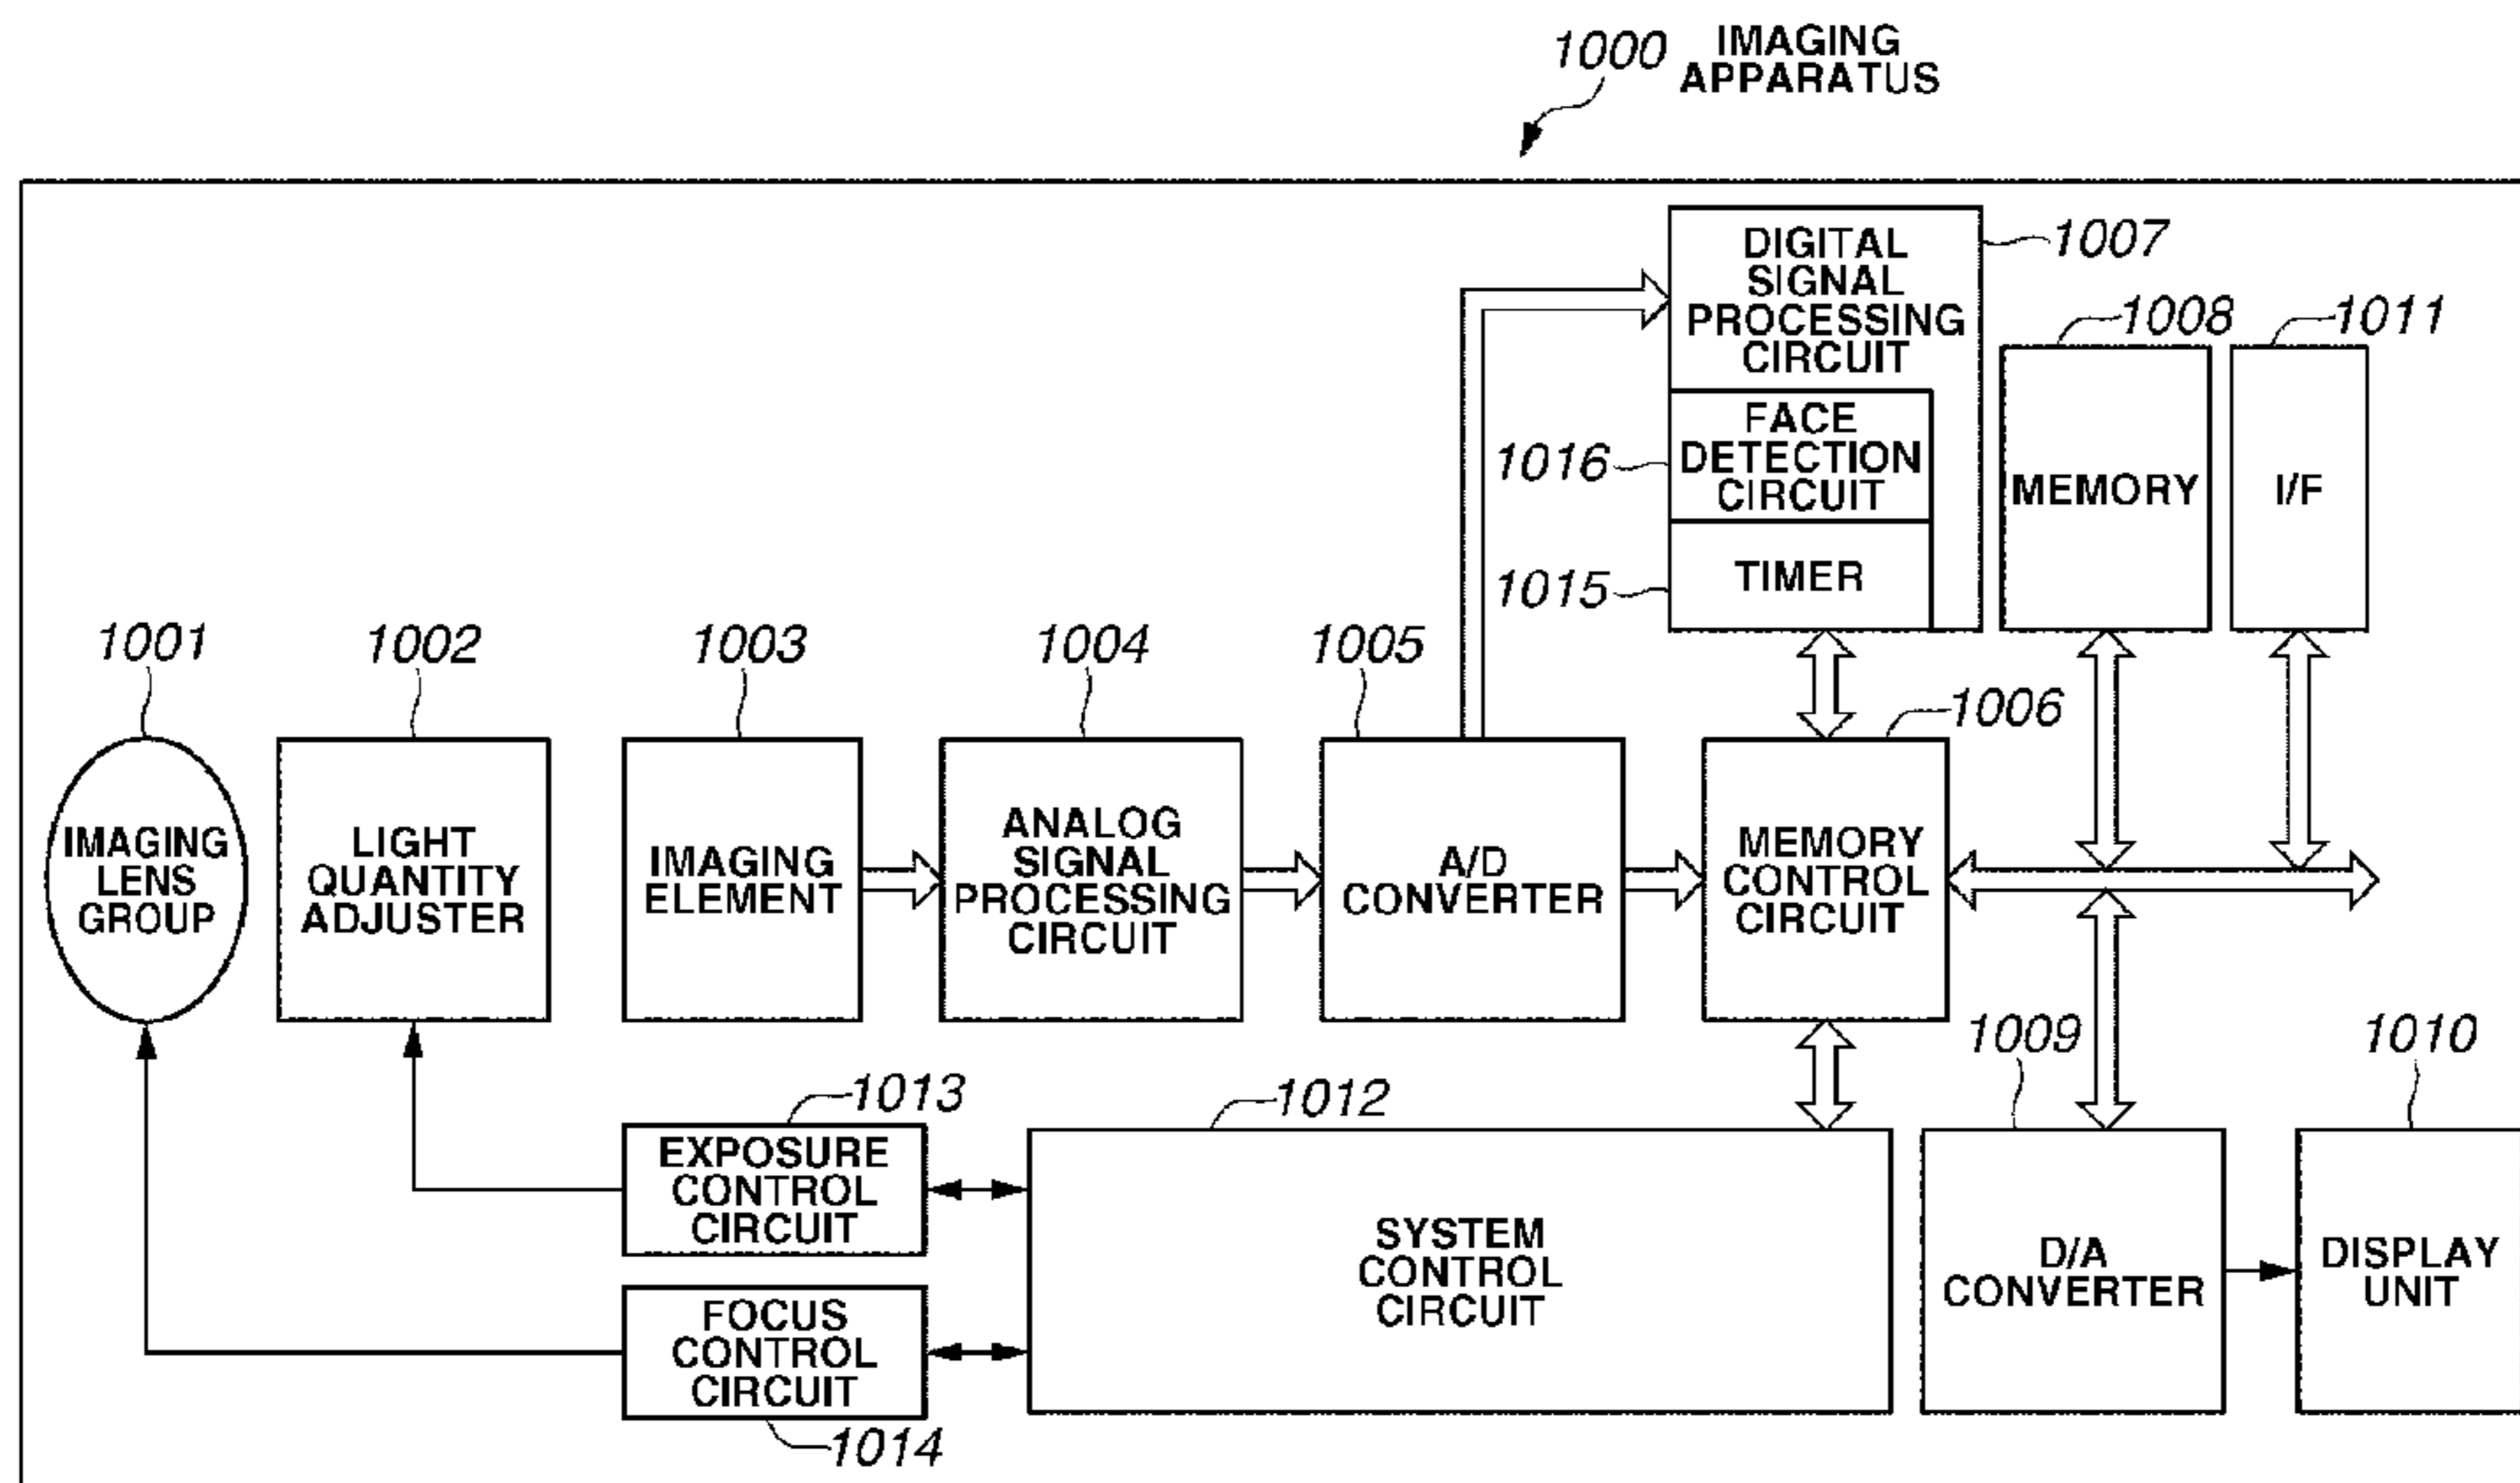 1000 IMAGING
APPARATUS
DIGITAL
SIGNAL
PROCESSING
CIRCUIT
1007
FACE
DETECTION
CIRCUIT
1016
TIMER
1015
1008
MEMORY
1011
I/F
1001
IMAGING
LENS
GROUP
1002
LIGHT
QUANTITY
ADJUSTER
1003
IMAGING
ELEMENT
1004
ANALOG
SIGNAL
PROCESSING
CIRCUIT
1005
A/D
CONVERTER
1006
MEMORY
CONTROL
CIRCUIT
1013
EXPOSURE
CONTROL
CIRCUIT
FOCUS
CONTROL
CIRCUIT
1014
1012
SYSTEM
CONTROL
CIRCUIT
1009
D/A
CONVERTER
1010
DISPLAY
UNIT